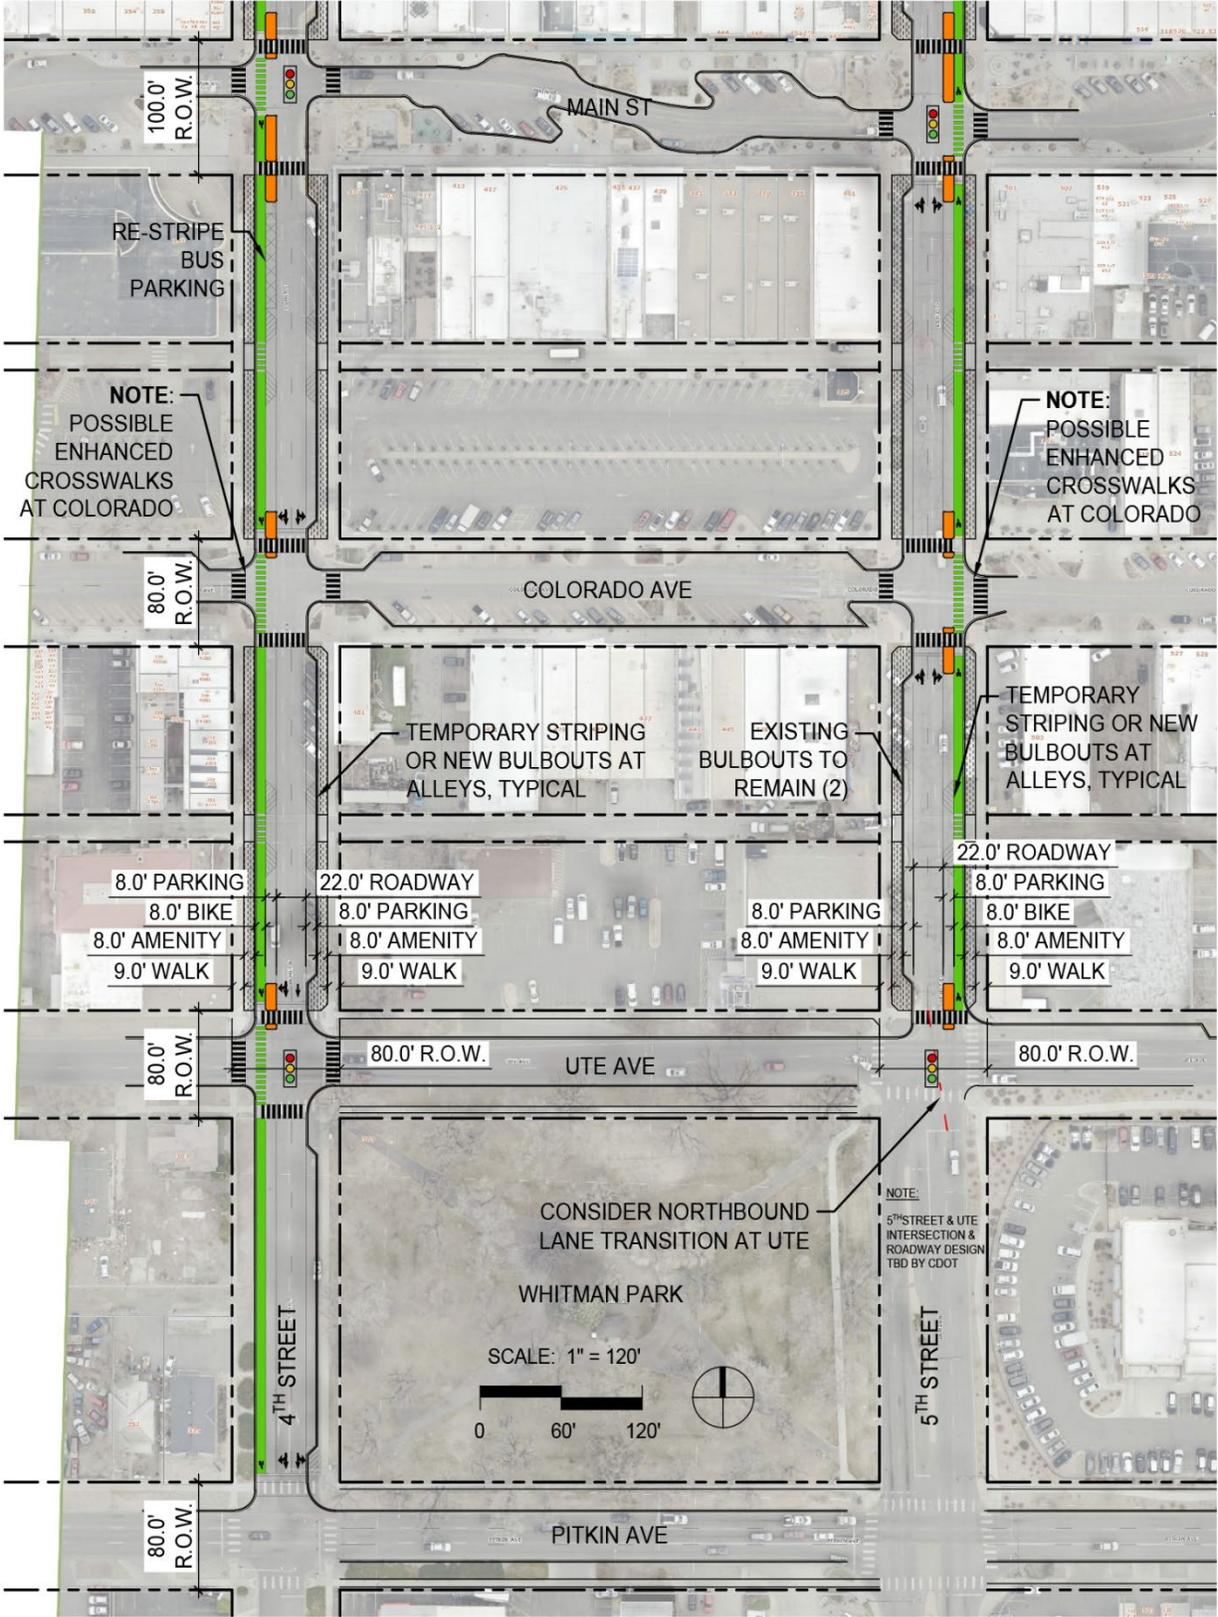 MAIN ST
100.0'
R.O.W.
RE-STRIPE
BUS
PARKING
NOTE:
POSSIBLE
ENHANCED
CROSSWALKS
AT COLORADO
NOTE:
POSSIBLE
ENHANCED
CROSSWALKS
AT COLORADO
80.0'
R.O.W.
COLORADO AVE
TEMPORARY STRIPING
OR NEW BULBOUTS AT
ALLEYS, TYPICAL
EXISTING
BULBOUTS TO
REMAIN (2)
TEMPORARY
STRIPING OR NEW
BULBOUTS AT
ALLEYS, TYPICAL
8.0' PARKING
8.0' BIKE
8.0' AMENITY
9.0' WALK
22.0' ROADWAY
8.0' PARKING
8.0' AMENITY
9.0' WALK
8.0' PARKING
8.0' AMENITY
9.0' WALK
22.0' ROADWAY
8.0' PARKING
8.0' BIKE
8.0' AMENITY
9.0' WALK
80.0'
R.O.W.
80.0' R.O.W.
UTE AVE
80.0' R.O.W.
CONSIDER NORTHBOUND
LANE TRANSITION AT UTE
NOTE:
5TH STREET & UTE
INTERSECTION &
ROADWAY DESIGN
TBD BY CDOT
WHITMAN PARK
SCALE: 1" = 120'
0 60' 120'
4TH STREET
5TH STREET
80.0'
R.O.W.
PITKIN AVE